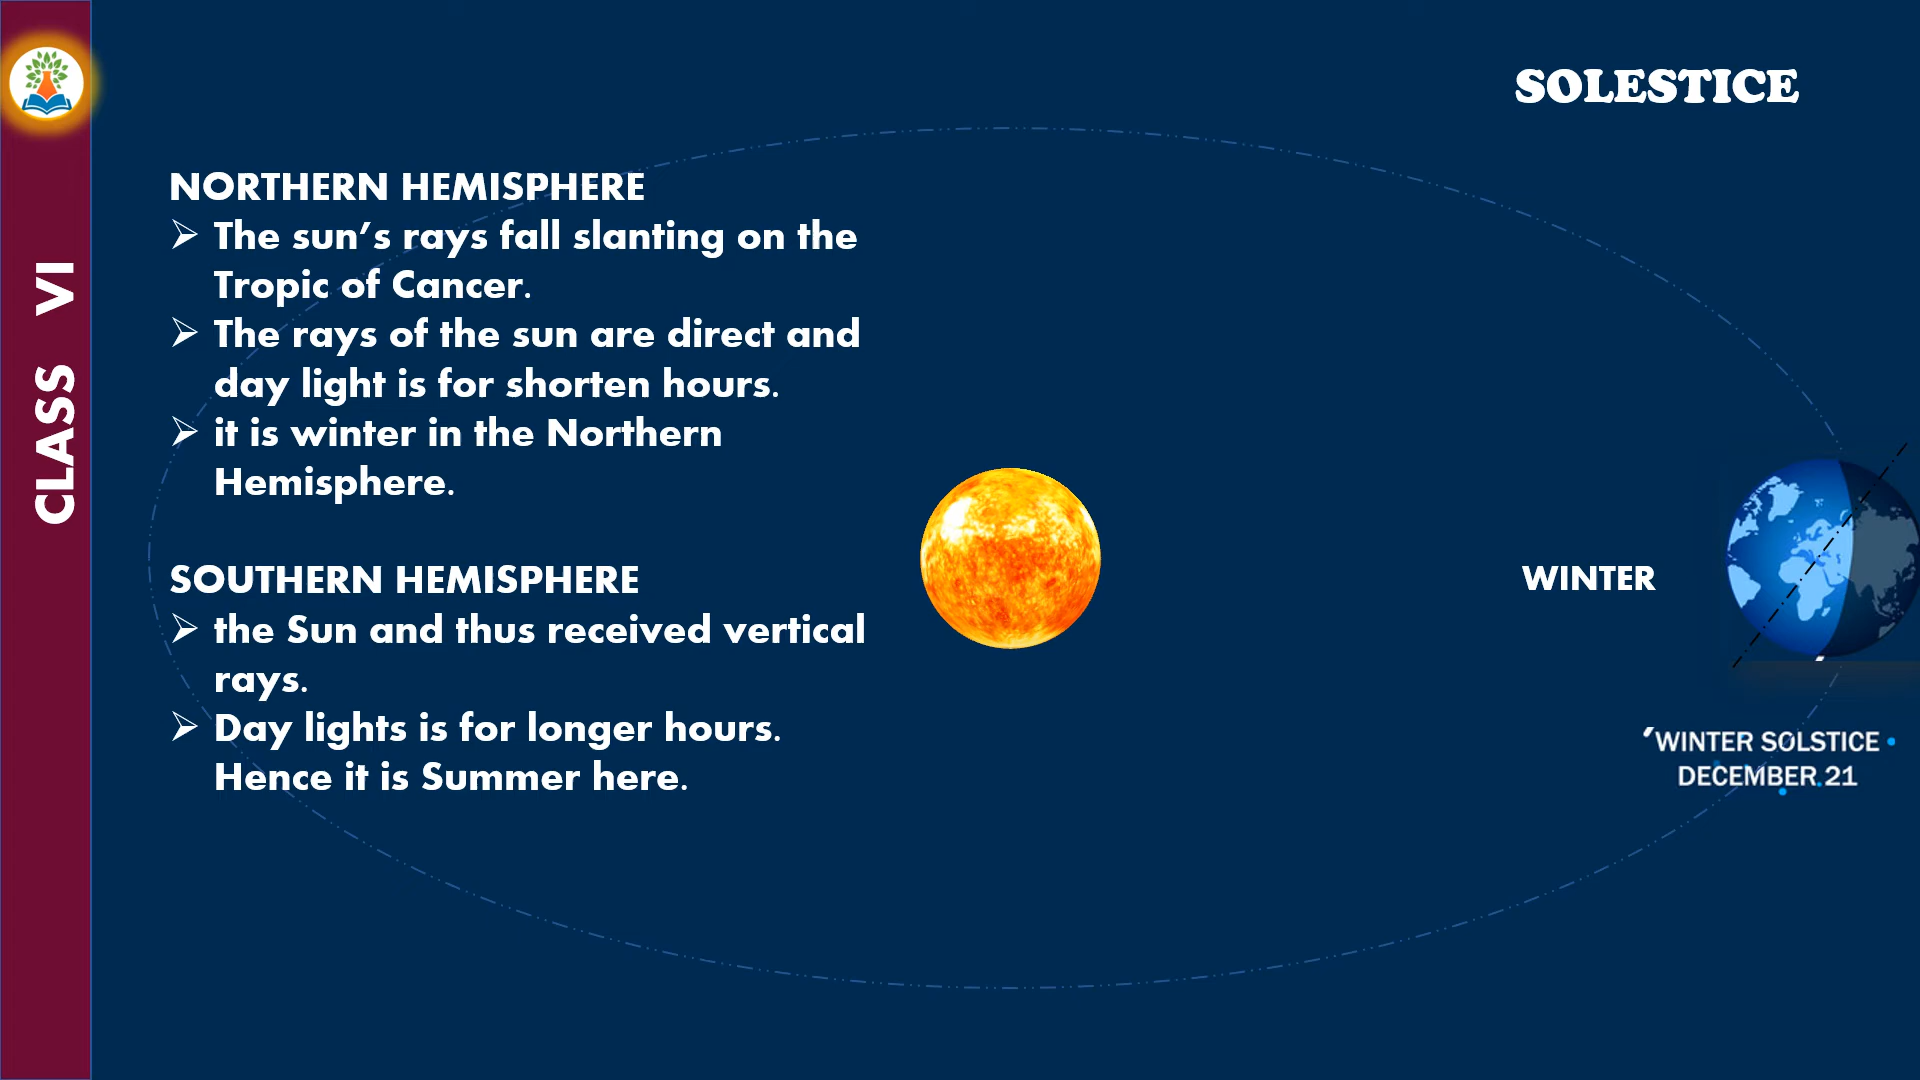 CLASS VI
SOLESTICE
NORTHERN HEMISPHERE
➢ The sun’s rays fall slanting on the
Tropic of Cancer.
➢ The rays of the sun are direct and
day light is for shorten hours.
➢ it is winter in the Northern
Hemisphere.
SOUTHERN HEMISPHERE
➢ the Sun and thus received vertical
rays.
➢ Day lights is for longer hours.
Hence it is Summer here.
WINTER
WINTER SOLSTICE
DECEMBER 21